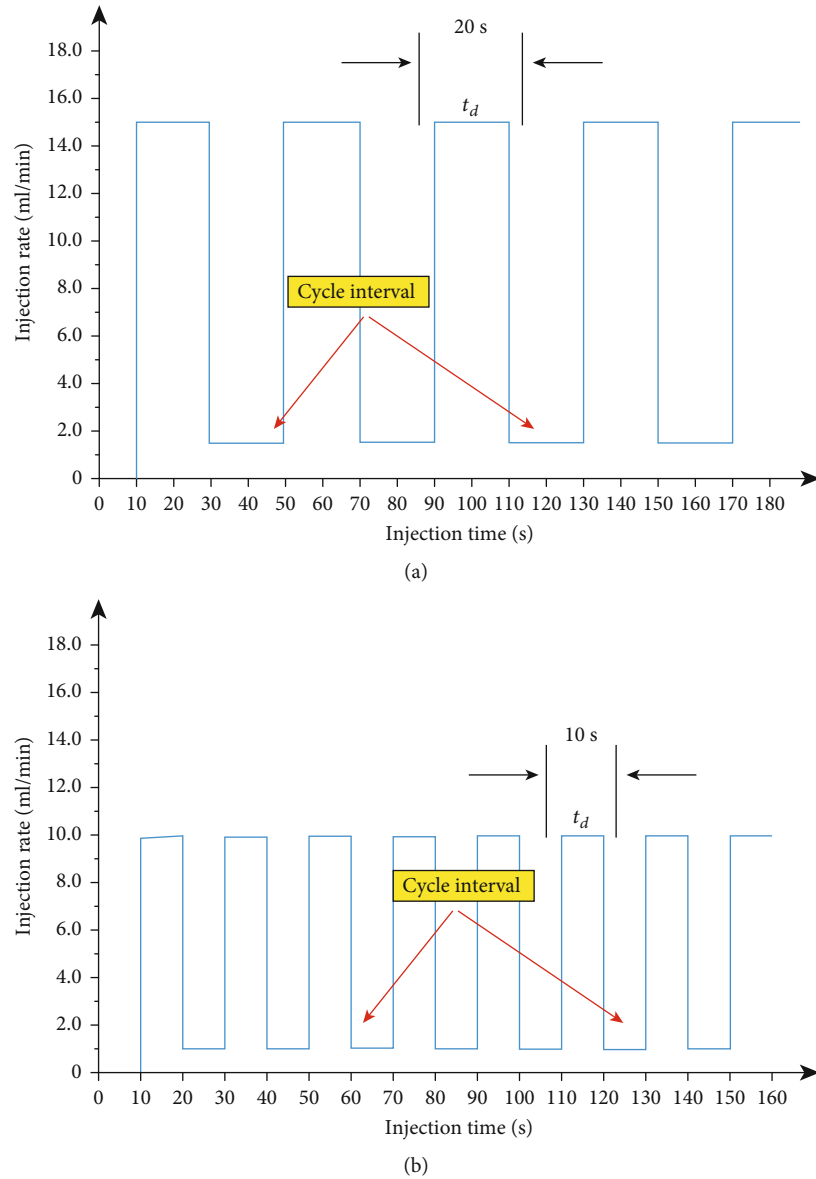 20 s
t_d
18.0
16.0
14.0
12.0
10.0
8.0
6.0
4.0
2.0
0
Injection rate (ml/min)
Cycle interval
0 10 20 30 40 50 60 70 80 90 100 110 120 130 140 150 160 170 180
Injection time (s)
(a)
10 s
t_d
18.0
16.0
14.0
12.0
10.0
8.0
6.0
4.0
2.0
0
Injection rate (ml/min)
Cycle interval
0 10 20 30 40 50 60 70 80 90 100 110 120 130 140 150 160
Injection time (s)
(b)